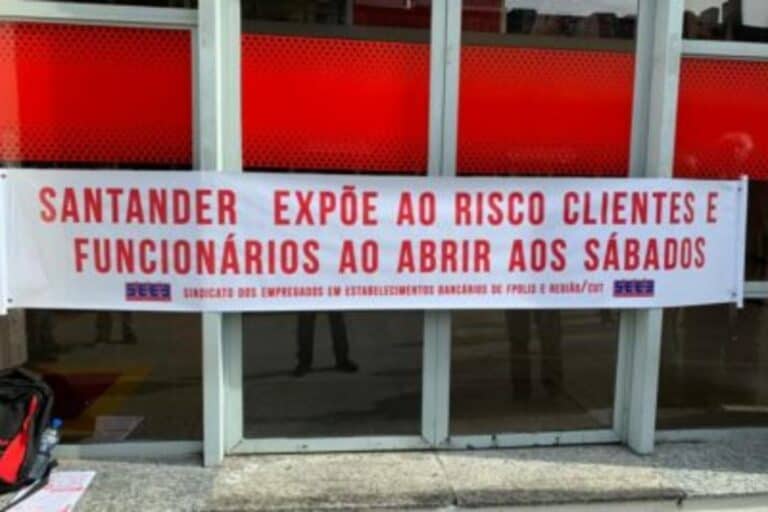 SANTANDER EXPÕE AO RISCO CLIENTES E
FUNCIONÁRIOS AO ABRIR AOS SÁBADOS
SEEB SINDICATO DOS EMPREGADOS EM ESTABELECIMENTOS BANCÁRIOS DE FPOLIS E REGIÃO/CUT SEEB